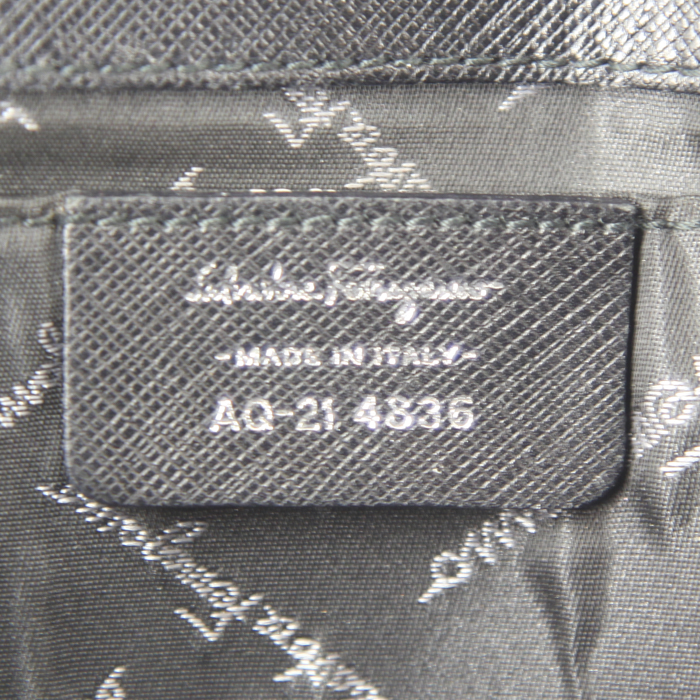 Salvatore Ferragamo
-MADE IN ITALY-
AQ-21 4836